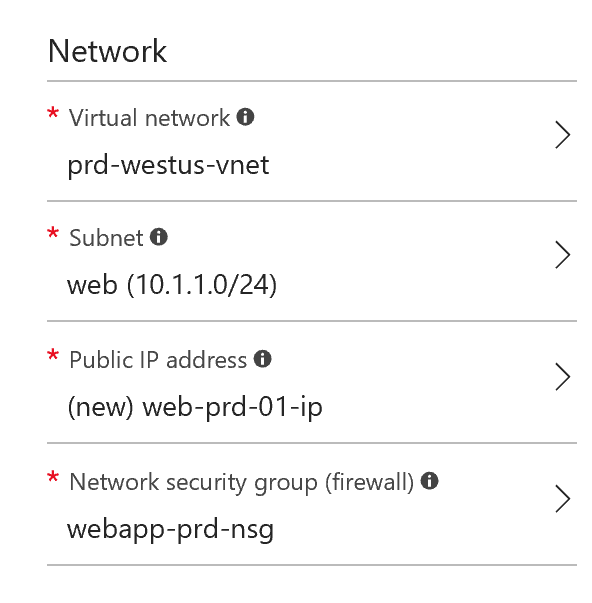 Network
* Virtual network
prd-westus-vnet
* Subnet
web (10.1.1.0/24)
* Public IP address
(new) web-prd-01-ip
* Network security group (firewall)
webapp-prd-nsg